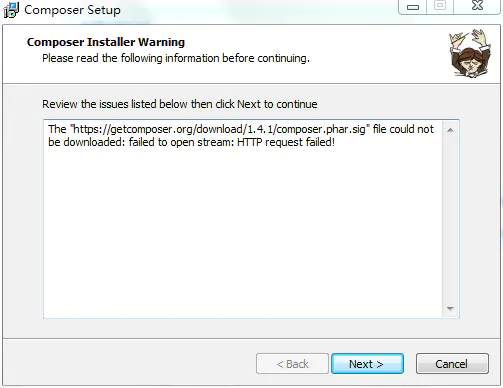 Composer Setup
Composer Installer Warning
Please read the following information before continuing.
Review the issues listed below then click Next to continue
The "https://getcomposer.org/download/1.4.1/composer.phar.sig" file could not
be downloaded: failed to open stream: HTTP request failed!
< Back
Next >
Cancel